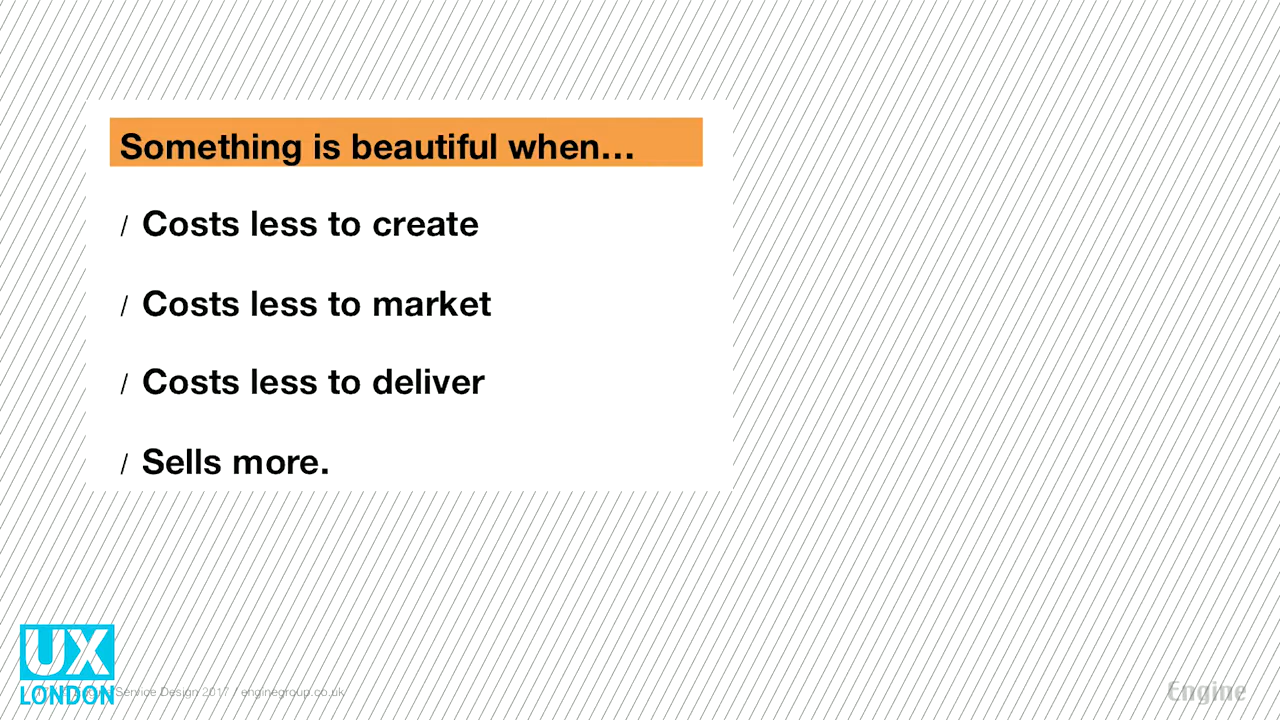 Something is beautiful when…
/ Costs less to create
/ Costs less to market
/ Costs less to deliver
/ Sells more.
UX
LONDON
Service Design 2017 / enginegroup.co.uk
Engine